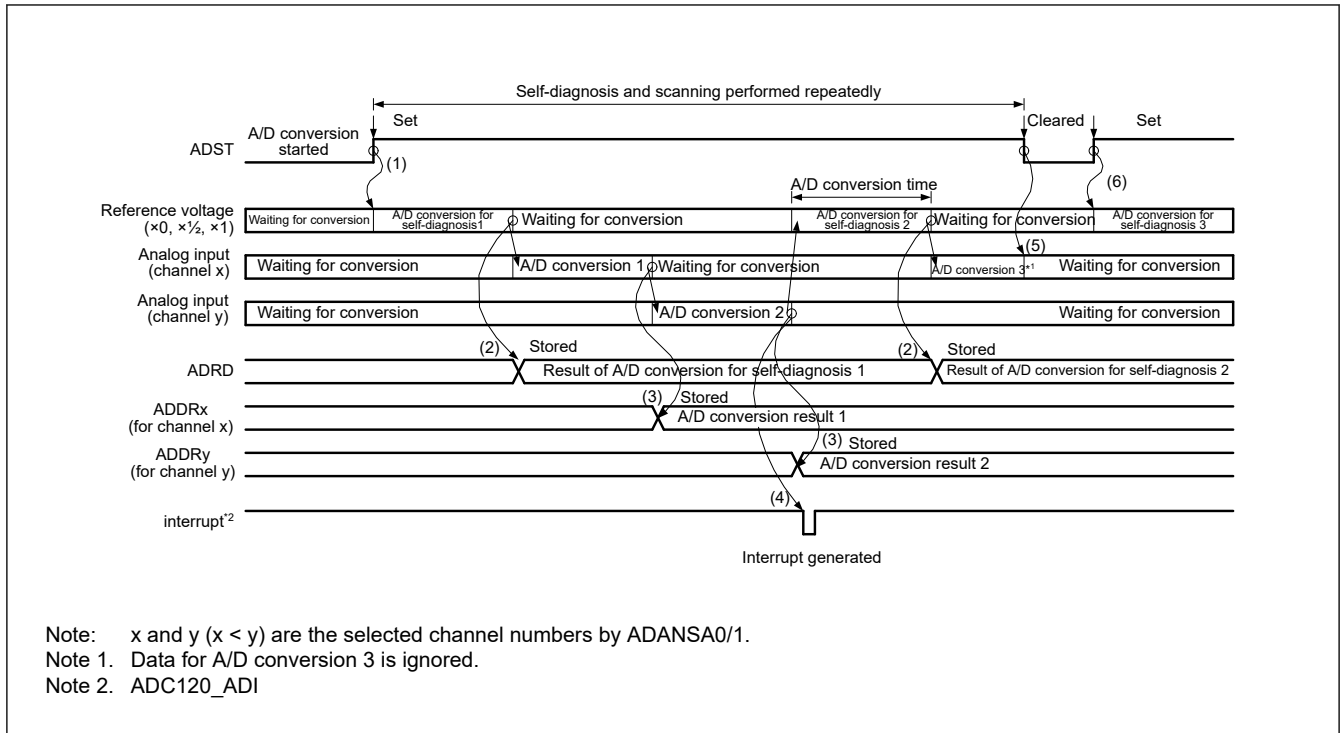 Self-diagnosis and scanning performed repeatedly
A/D conversion
started
Set
Cleared
Set
ADST
(1)
(6)
A/D conversion time
Reference voltage
(×0, ×½, ×1)
Waiting for conversion
A/D conversion for
self-diagnosis1
Waiting for conversion
A/D conversion for
self-diagnosis 2
Waiting for conversion
A/D conversion for
self-diagnosis 3
(5)
Analog input
(channel x)
Waiting for conversion
A/D conversion 1
Waiting for conversion
A/D conversion 3*1
Waiting for conversion
Analog input
(channel y)
Waiting for conversion
A/D conversion 2
Waiting for conversion
(2)
Stored
(2)
Stored
ADRD
Result of A/D conversion for self-diagnosis 1
Result of A/D conversion for self-diagnosis 2
(3)
Stored
ADDRx
(for channel x)
A/D conversion result 1
(3)
Stored
ADDRy
(for channel y)
A/D conversion result 2
(4)
interrupt*2
Interrupt generated
Note: x and y (x < y) are the selected channel numbers by ADANSA0/1.
Note 1. Data for A/D conversion 3 is ignored.
Note 2. ADC120_ADI